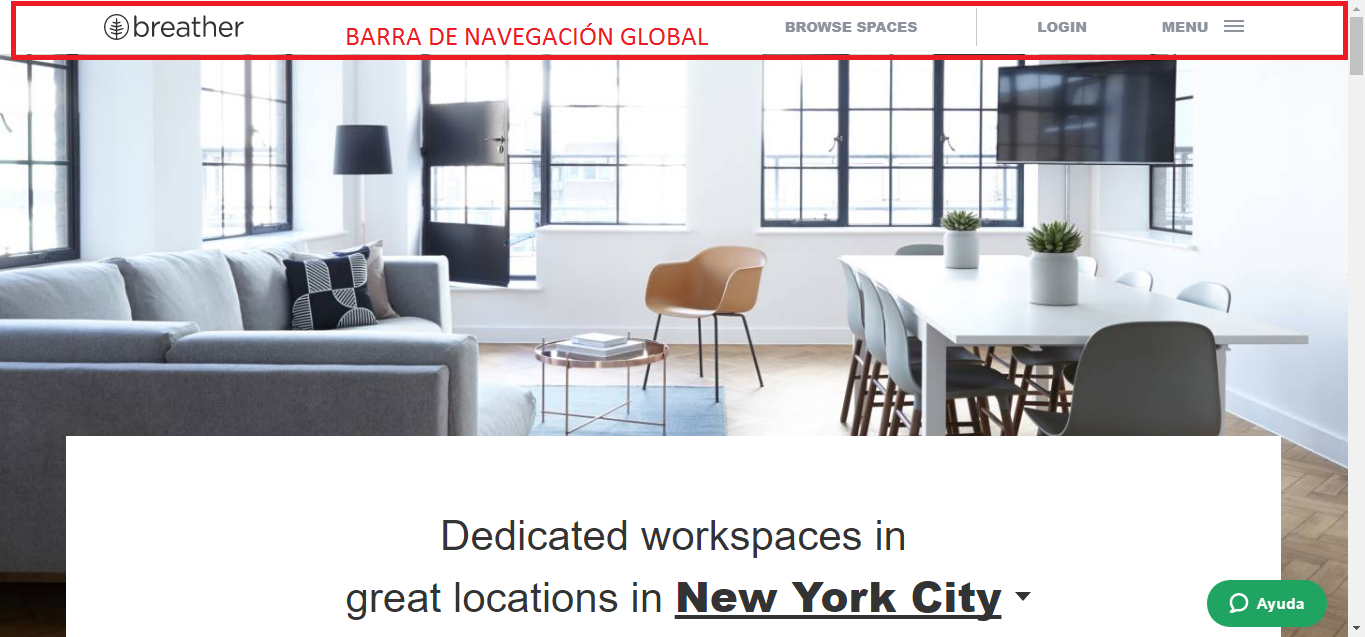 breather
BARRA DE NAVEGACIÓN GLOBAL
BROWSE SPACES
LOGIN
MENU
Dedicated workspaces in
great locations in New York City
Ayuda